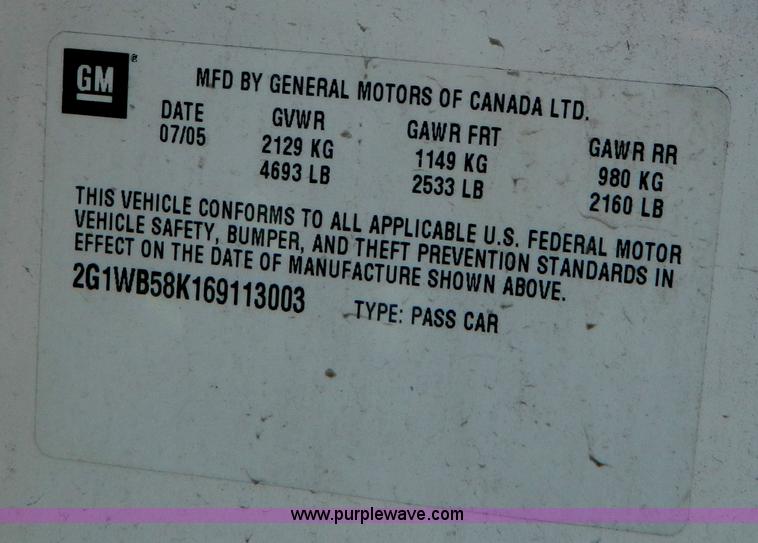 GM®
MFD BY GENERAL MOTORS OF CANADA LTD.
DATE GVWR GAWR FRT GAWR RR
07/05 2129 KG 1149 KG 980 KG
4693 LB 2533 LB 2160 LB
THIS VEHICLE CONFORMS TO ALL APPLICABLE U.S. FEDERAL MOTOR
VEHICLE SAFETY, BUMPER, AND THEFT PREVENTION STANDARDS IN
EFFECT ON THE DATE OF MANUFACTURE SHOWN ABOVE.
2G1WB58K169113003 TYPE: PASS CAR
www.purplewave.com